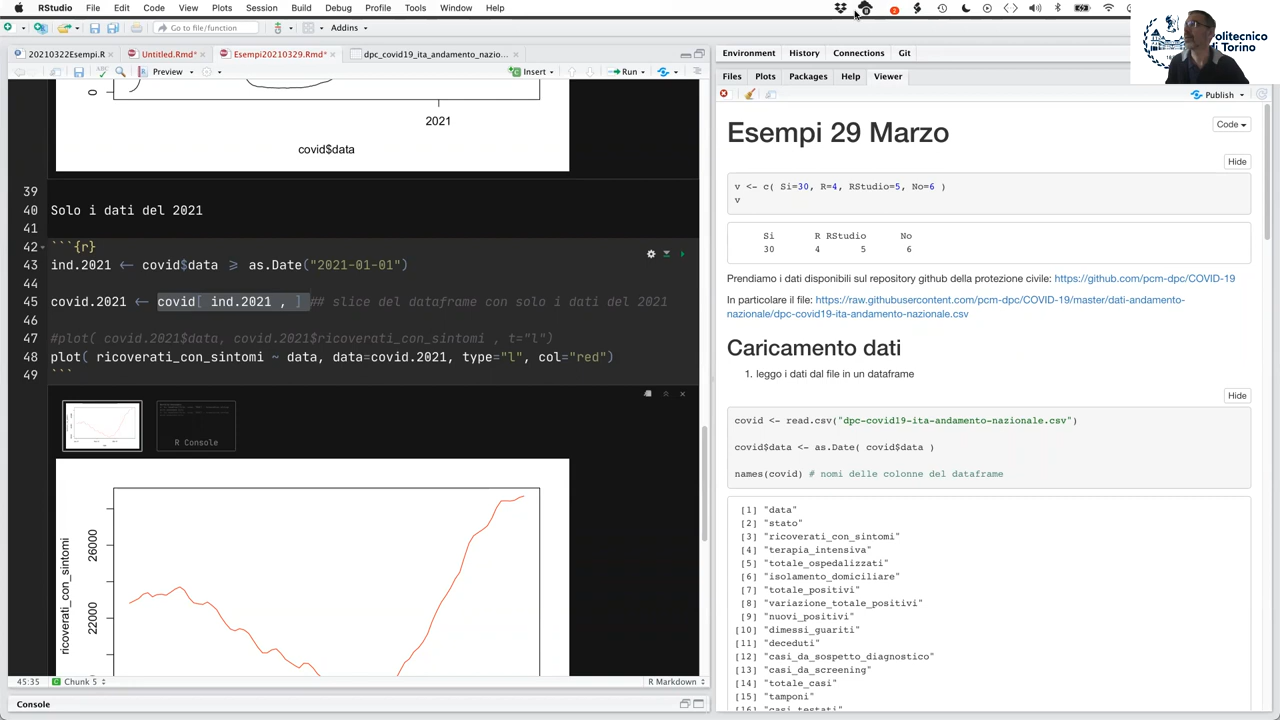 RStudio File Edit Code View Plots Session Build Debug Profile Tools Window Help
Go to file/function Addins
20210322Esempi.R Untitled.Rmd* Esempi20210329.Rmd* dpc_covid19_ita_andamento_nazio...
Preview Insert Run
0
2021
covid$data
39
40 Solo i dati del 2021
41
42 ```{r}
43 ind.2021 ← covid$data ⩾ as.Date("2021-01-01")
44
45 covid.2021 ← covid[ ind.2021 , ] ## slice del dataframe con solo i dati del 2021
46
47 #plot( covid.2021$data, covid.2021$ricoverati_con_sintomi , t="l")
48 plot( ricoverati_con_sintomi ~ data, data=covid.2021, type="l", col="red")
49 ```
R Console
ricoverati_con_sintomi
26000
22000
45:35 Chunk 5 R Markdown
Console
Environment History Connections Git
Files Plots Packages Help Viewer
Publish
Politecnico
di Torino
Esempi 29 Marzo
Code
Hide
v <- c( Si=30, R=4, RStudio=5, No=6 )
v
Si R RStudio No
30 4 5 6
Prendiamo i dati disponibili sul repository github della protezione civile: https://github.com/pcm-dpc/COVID-19
In particolare il file: https://raw.githubusercontent.com/pcm-dpc/COVID-19/master/dati-andamento-
nazionale/dpc-covid19-ita-andamento-nazionale.csv
Caricamento dati
1. leggo i dati dal file in un dataframe
Hide
covid <- read.csv("dpc-covid19-ita-andamento-nazionale.csv")
covid$data <- as.Date( covid$data )
names(covid) # nomi delle colonne del dataframe
[1] "data"
[2] "stato"
[3] "ricoverati_con_sintomi"
[4] "terapia_intensiva"
[5] "totale_ospedalizzati"
[6] "isolamento_domiciliare"
[7] "totale_positivi"
[8] "variazione_totale_positivi"
[9] "nuovi_positivi"
[10] "dimessi_guariti"
[11] "deceduti"
[12] "casi_da_sospetto_diagnostico"
[13] "casi_da_screening"
[14] "totale_casi"
[15] "tamponi"
[16] "casi_testati"